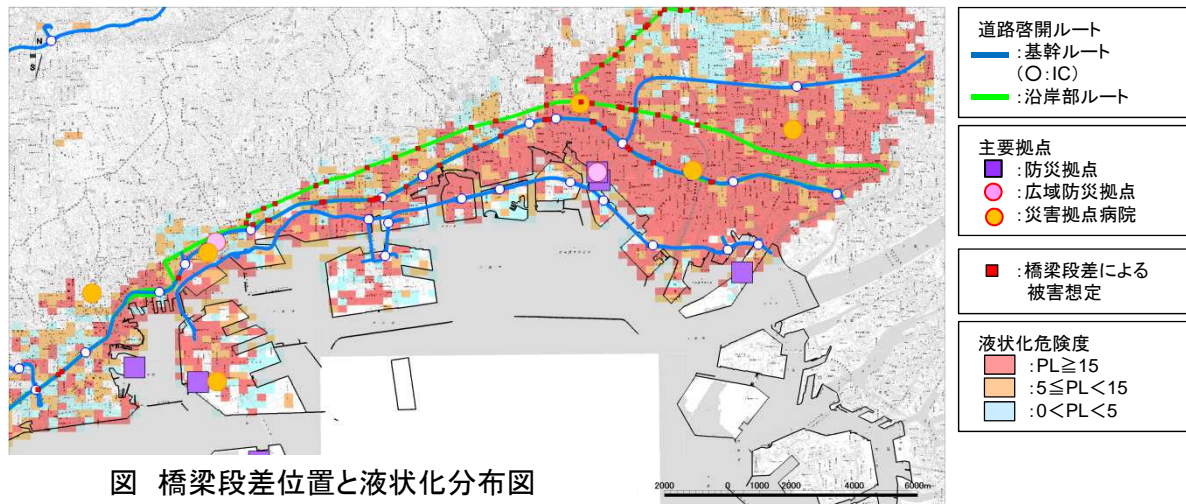 N
S
図 橋梁段差位置と液状化分布図
2000 0 1000 2000 4000 6000m
道路啓開ルート
:基幹ルート
(○:IC)
:沿岸部ルート
主要拠点
:防災拠点
:広域防災拠点
:災害拠点病院
:橋梁段差による
被害想定
液状化危険度
:PL≧15
:5≦PL<15
:0<PL<5